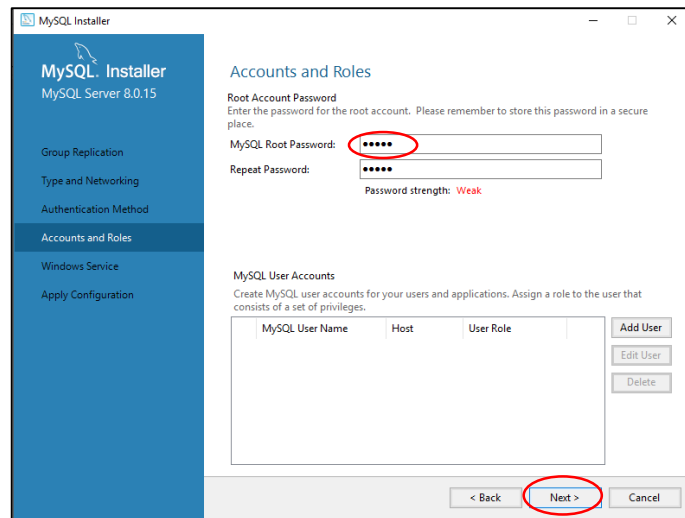 MySQL Installer
MySQL. Installer
MySQL Server 8.0.15
Group Replication
Type and Networking
Authentication Method
Accounts and Roles
Windows Service
Apply Configuration
Accounts and Roles
Root Account Password
Enter the password for the root account. Please remember to store this password in a secure
place.
MySQL Root Password: •••••
Repeat Password: •••••
Password strength: Weak
MySQL User Accounts
Create MySQL user accounts for your users and applications. Assign a role to the user that
consists of a set of privileges.
MySQL User Name Host User Role
Add User
Edit User
Delete
< Back Next > Cancel